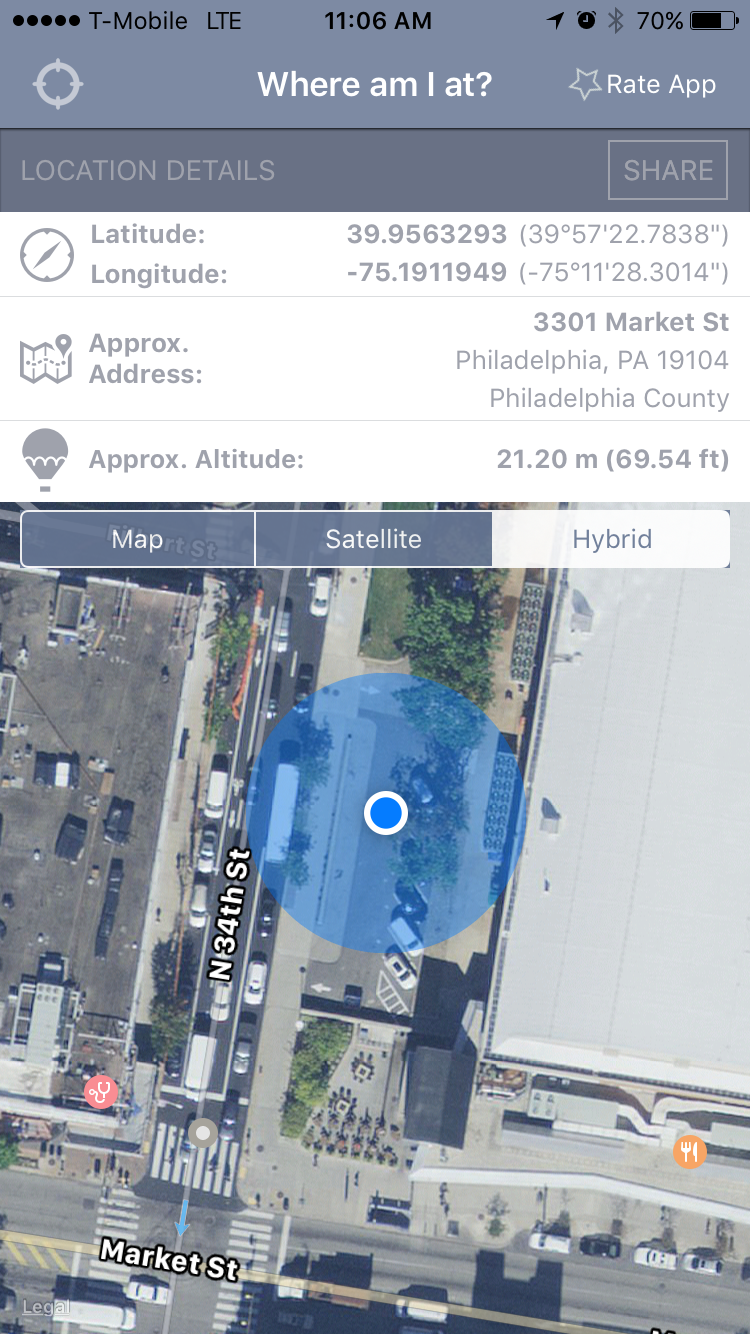 T-Mobile LTE 11:06 AM 70%
Where am I at? Rate App
LOCATION DETAILS SHARE
Latitude: 39.9563293 (39°57'22.7838")
Longitude: -75.1911949 (-75°11'28.3014")
Approx. Address:
3301 Market St
Philadelphia, PA 19104
Philadelphia County
Approx. Altitude: 21.20 m (69.54 ft)
Map Satellite Hybrid
N 34th St
Market St
Legal